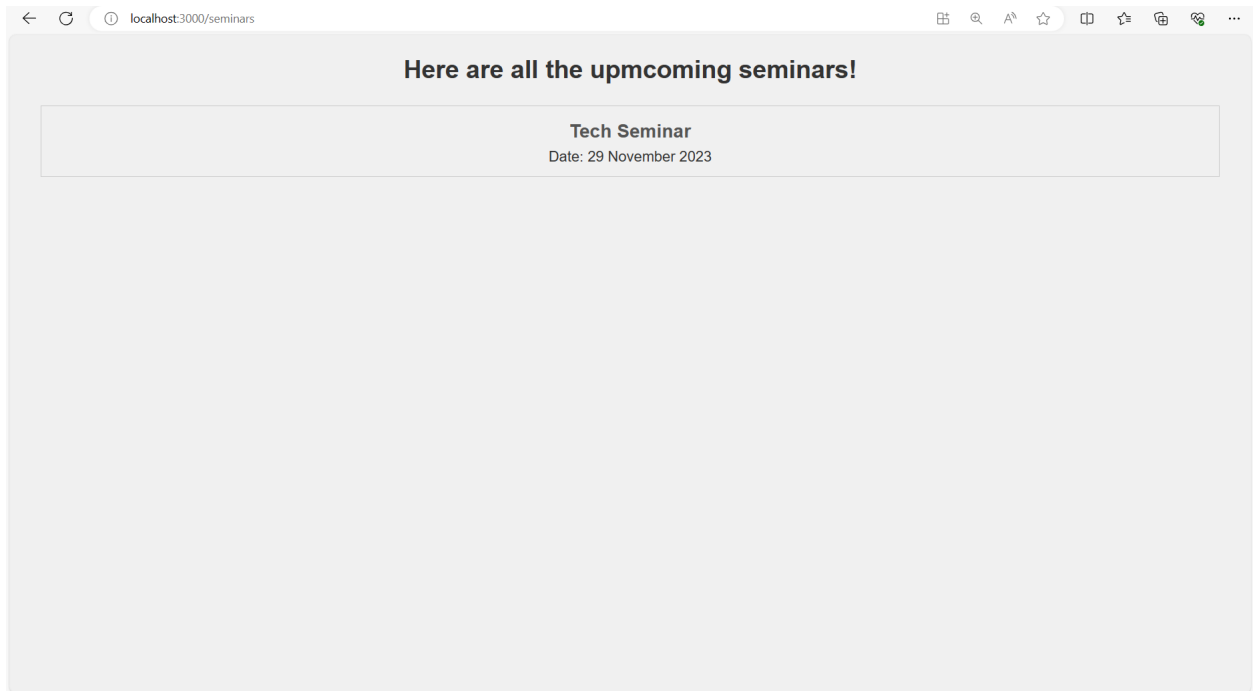 localhost:3000/seminars
Here are all the upmcoming seminars!
Tech Seminar
Date: 29 November 2023